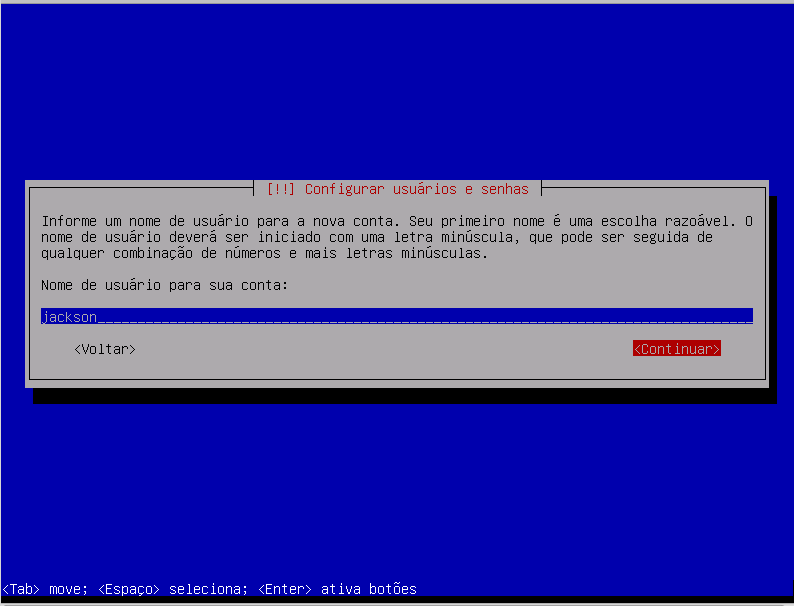 [!!] Configurar usuários e senhas
Informe um nome de usuário para a nova conta. Seu primeiro nome é uma escolha razoável. O
nome de usuário deverá ser iniciado com uma letra minúscula, que pode ser seguida de
qualquer combinação de números e mais letras minúsculas.
Nome de usuário para sua conta:
jackson
<Voltar> <Continuar>
<Tab> move; <Espaço> seleciona; <Enter> ativa botões